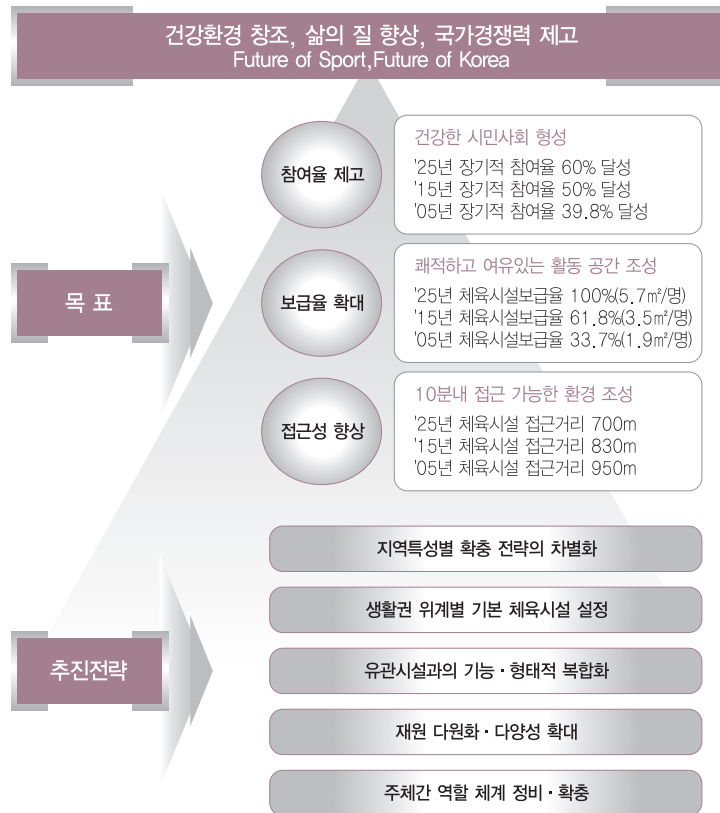 건강환경 창조, 삶의 질 향상, 국가경쟁력 제고
Future of Sport,Future of Korea
목 표
참여율 제고
건강한 시민사회 형성
'25년 장기적 참여율 60% 달성
'15년 장기적 참여율 50% 달성
'05년 장기적 참여율 39.8% 달성
보급율 확대
쾌적하고 여유있는 활동 공간 조성
'25년 체육시설보급율 100%(5.7㎡/명)
'15년 체육시설보급율 61.8%(3.5㎡/명)
'05년 체육시설보급율 33.7%(1.9㎡/명)
접근성 향상
10분내 접근 가능한 환경 조성
'25년 체육시설 접근거리 700m
'15년 체육시설 접근거리 830m
'05년 체육시설 접근거리 950m
추진전략
지역특성별 확충 전략의 차별화
생활권 위계별 기본 체육시설 설정
유관시설과의 기능·형태적 복합화
재원 다원화·다양성 확대
주체간 역할 체계 정비·확충